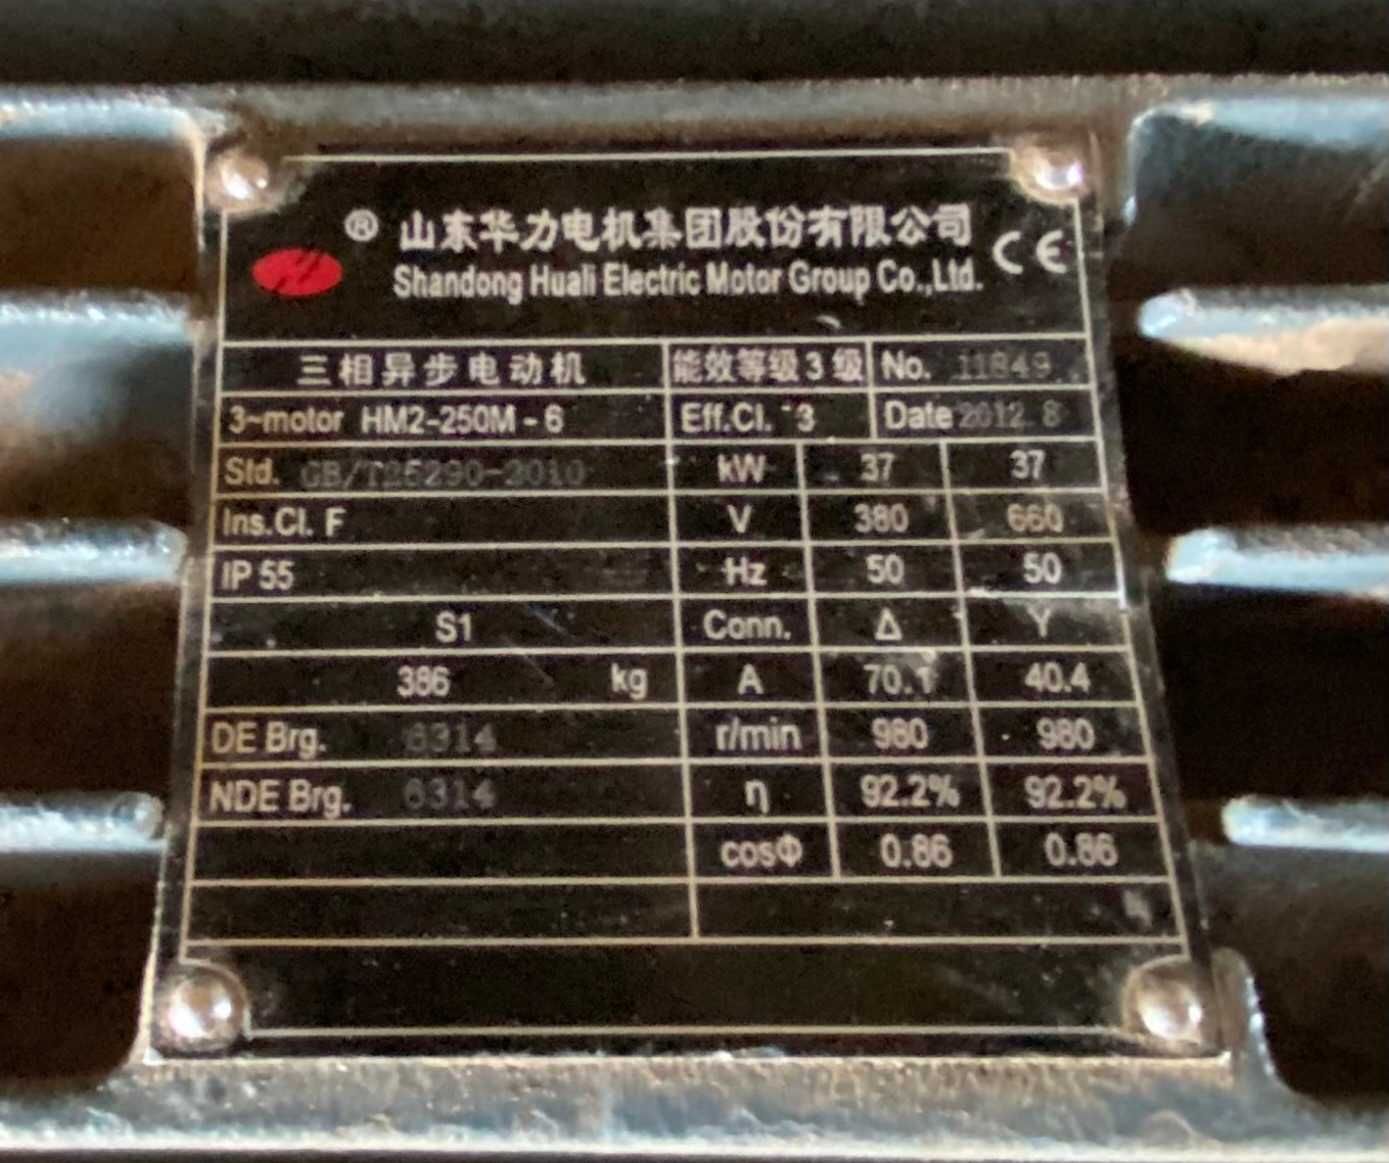 ® 山东华力电机集团股份有限公司 CE
Shandong Huali Electric Motor Group Co.,Ltd.
三相异步电动机 能效等级 3 级 No. 11849
3~motor HM2-250M-6 Eff.Cl. 3 Date 2012.8
Std. GB/T25290-2010 kW 37 37
Ins.Cl. F V 380 660
IP 55 Hz 50 50
S1 Conn. Δ Y
386 kg A 70.1 40.4
DE Brg. 6314 r/min 980 980
NDE Brg. 6314 η 92.2% 92.2%
cosΦ 0.86 0.86